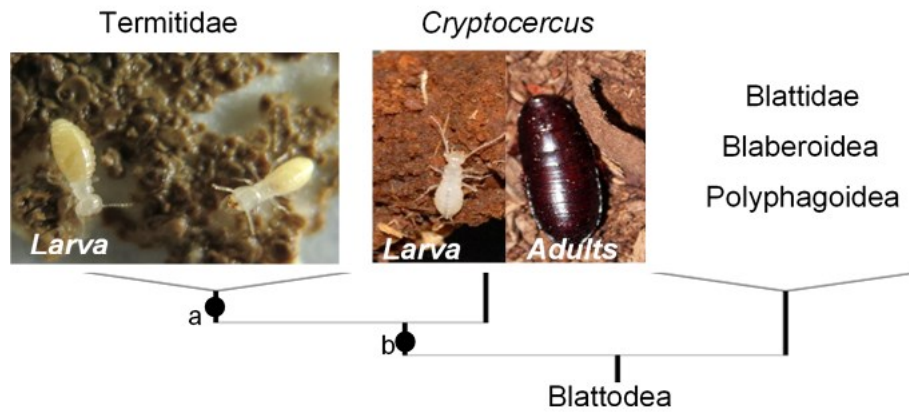 Termitidae
Cryptocercus
Blattidae
Blaberoidea
Polyphagoidea
Larva
Larva
Adults
a
b
Blattodea